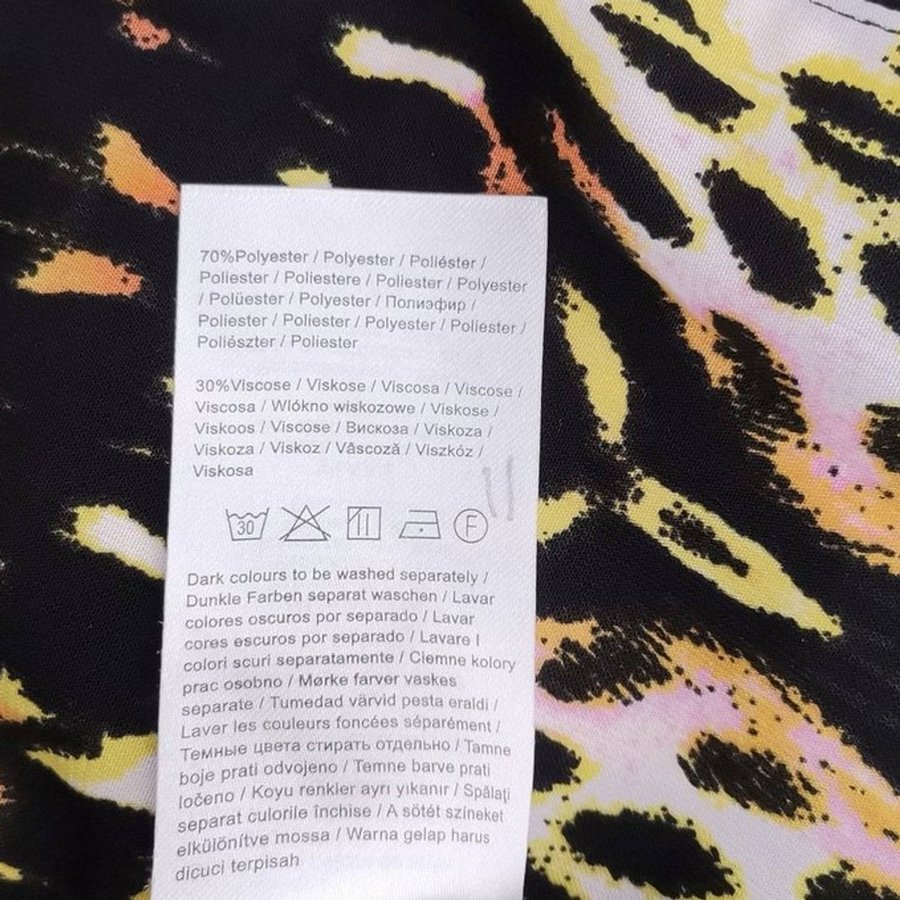 70%Polyester / Polyester / Poliéster /
Poliester / Poliestere / Poliester / Polyester
/ Polüester / Polyester / Полиэфир /
Poliester / Poliester / Polyester / Poliester /
Poliészter / Poliester
30%Viscose / Viskose / Viscosa / Viscose /
Viscosa / Wlókno wiskozowe / Viskose /
Viskoos / Viscose / Вискоза / Viskoza /
Viskoza / Viskoz / Vâscoză / Viszkóz /
Viskosa
30 F
Dark colours to be washed separately /
Dunkle Farben separat waschen / Lavar
colores oscuros por separado / Lavar
cores escuros por separado / Lavare I
colori scuri separatamente / Ciemne kolory
prac osobno / Mørke farver vaskes
separate / Tumedad värvid pesta eraldi /
Laver les couleurs foncées séparément /
Темные цвета стирать отдельно / Tamne
boje prati odvojeno / Temne barve prati
ločeno / Koyu renkler ayrı yıkanır / Spălaţi
separat culorile închise / A sötét színeket
elkülönítve mossa / Warna gelap harus
dicuci terpisah